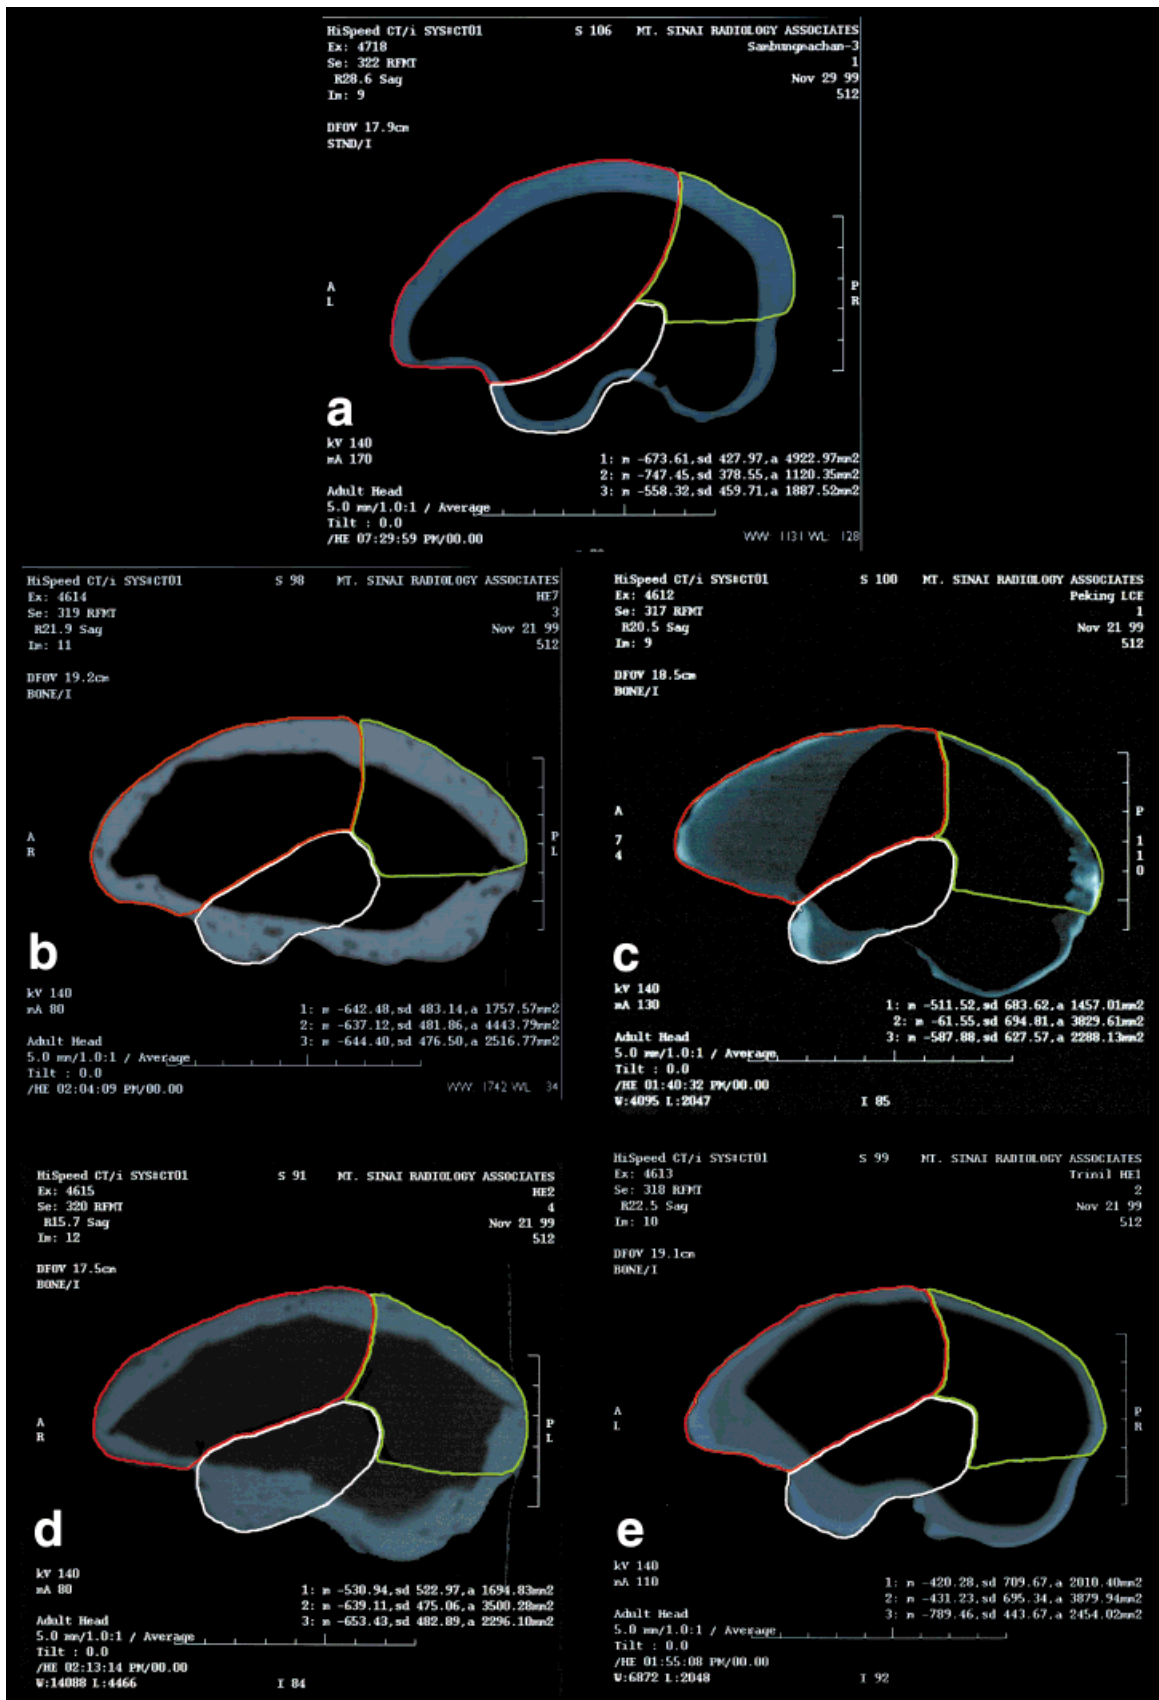 HiSpeed CT/i SYS#CT01 S 106 MT. SINAI RADIOLOGY ASSOCIATES
Ex: 4718 Sambungmachan-3
Se: 322 RFMT 1
R28.6 Sag Nov 29 99
Im: 9 512
DFOV 17.9cm
STND/I
A P
L R
a
kV 140
mA 170
1: m -673.61,sd 427.97,a 4922.97mm2
2: m -747.45,sd 378.55,a 1120.35mm2
Adult Head 3: m -558.32,sd 459.71,a 1887.52mm2
5.0 mm/1.0:1 / Average
Tilt : 0.0
/HE 07:29:59 PM/00.00 WW: 1131 WL: 128
HiSpeed CT/i SYS#CT01 S 98 MT. SINAI RADIOLOGY ASSOCIATES
Ex: 4614 HE7
Se: 319 RFMT 3
R21.9 Sag Nov 21 99
Im: 11 512
DFOV 19.2cm
BONE/I
A P
R L
b
kV 140
mA 80 1: m -642.48,sd 483.14,a 1757.57mm2
2: m -637.12,sd 481.86,a 4443.79mm2
Adult Head 3: m -644.40,sd 476.50,a 2516.77mm2
5.0 mm/1.0:1 / Average
Tilt : 0.0
/HE 02:04:09 PM/00.00 WW: 1742 WL: 34
HiSpeed CT/i SYS#CT01 S 100 MT. SINAI RADIOLOGY ASSOCIATES
Ex: 4612 Peking LCE
Se: 317 RFMT 1
R20.5 Sag Nov 21 99
Im: 9 512
DFOV 18.5cm
BONE/I
A P
7 1
4 1
0
c
kV 140
mA 130 1: m -511.52,sd 683.62,a 1457.01mm2
2: m -61.55,sd 694.81,a 3829.61mm2
Adult Head 3: m -587.88,sd 627.57,a 2288.13mm2
5.0 mm/1.0:1 / Average
Tilt : 0.0
/HE 01:40:32 PM/00.00
W:4095 L:2047 I 85
HiSpeed CT/i SYS#CT01 S 91 MT. SINAI RADIOLOGY ASSOCIATES
Ex: 4615 HE2
Se: 320 RFMT 4
R15.7 Sag Nov 21 99
Im: 12 512
DFOV 17.5cm
BONE/I
A P
R L
d
kV 140
mA 80 1: m -530.94,sd 522.97,a 1694.83mm2
2: m -639.11,sd 475.06,a 3500.28mm2
Adult Head 3: m -653.43,sd 482.89,a 2296.10mm2
5.0 mm/1.0:1 / Average
Tilt : 0.0
/HE 02:13:14 PM/00.00
W:14088 L:4466 I 84
HiSpeed CT/i SYS#CT01 S 99 MT. SINAI RADIOLOGY ASSOCIATES
Ex: 4613 Trinil HE1
Se: 318 RFMT 2
R22.5 Sag Nov 21 99
Im: 10 512
DFOV 19.1cm
BONE/I
A P
L R
e
kV 140
mA 110 1: m -420.28,sd 709.67,a 2010.40mm2
2: m -431.23,sd 695.34,a 3879.94mm2
Adult Head 3: m -789.46,sd 443.67,a 2454.02mm2
5.0 mm/1.0:1 / Average
Tilt : 0.0
/HE 01:55:08 PM/00.00
W:6872 L:2048 I 92